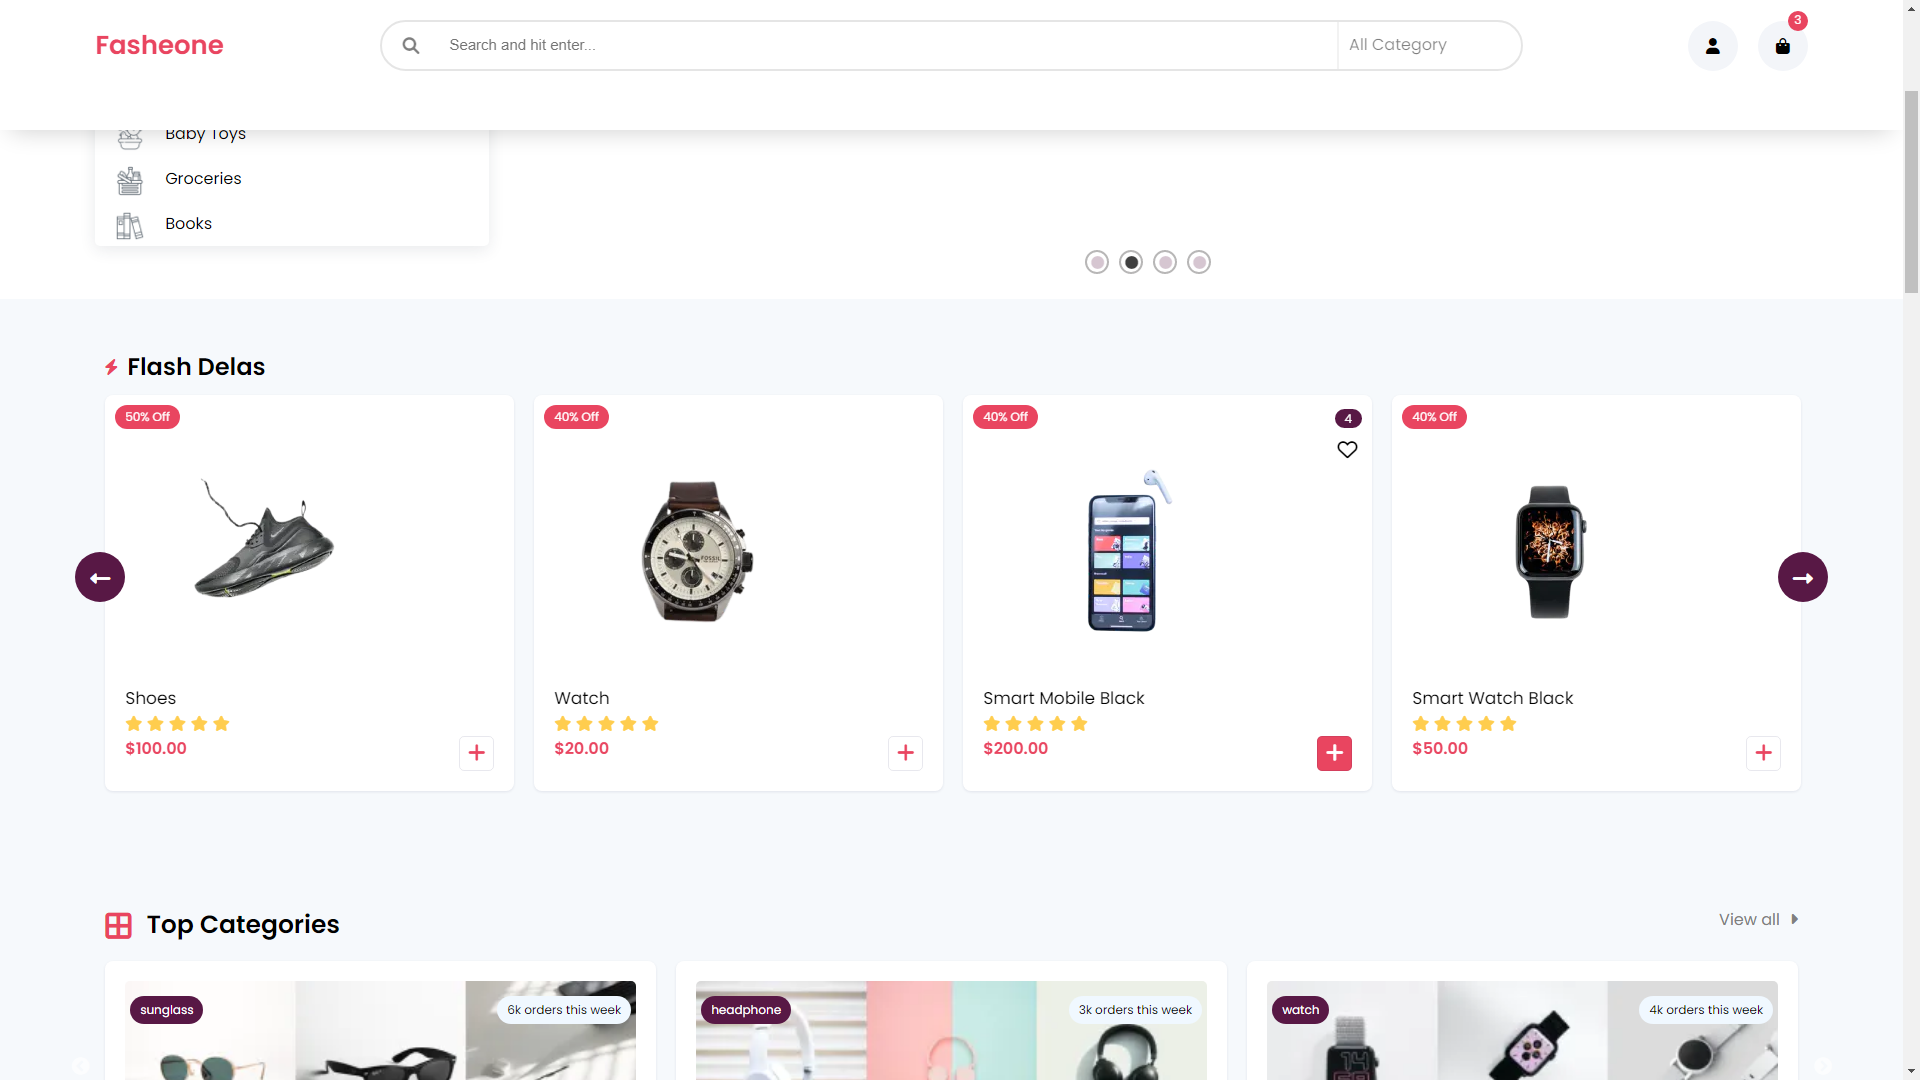 Fasheone
Search and hit enter...
All Category
3
Baby Toys
Groceries
Books
Flash Delas
50% Off
Shoes
$100.00
40% Off
FOSSIL
Watch
$20.00
40% Off
4
Smart Mobile Black
$200.00
40% Off
Smart Watch Black
$50.00
Top Categories
View all
sunglass
6k orders this week
headphone
3k orders this week
watch
4k orders this week